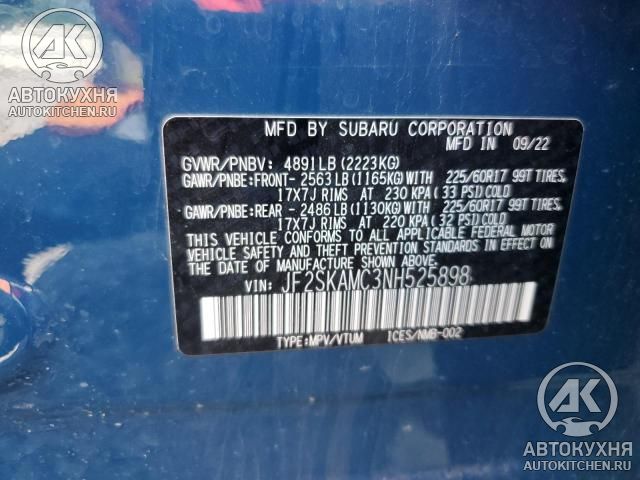 AK
АВТОКУХНЯ
AUTOKITCHEN.RU
MFD BY SUBARU CORPORATION
MFD IN 09/22
GVWR/PNBV: 4891LB (2223KG)
GAWR/PNBE:FRONT- 2563LB (1165KG)WITH 225/60R17 99T TIRES,
17X7J RIMS AT 230 KPA (33 PSI) COLD
GAWR/PNBE:REAR - 2486LB (1130KG)WITH 225/60R17 99T TIRES,
17X7J RIMS AT 220 KPA (32 PSI) COLD
THIS VEHICLE CONFORMS TO ALL APPLICABLE FEDERAL MOTOR
VEHICLE SAFETY AND THEFT PREVENTION STANDARDS IN EFFECT ON
THE DATE OF MANUFACTURE SHOWN ABOVE.
VIN: JF2SKAMC3NH525898
TYPE:MPV/VTUM ICES/NMB-002
AK
АВТОКУХНЯ
AUTOKITCHEN.RU